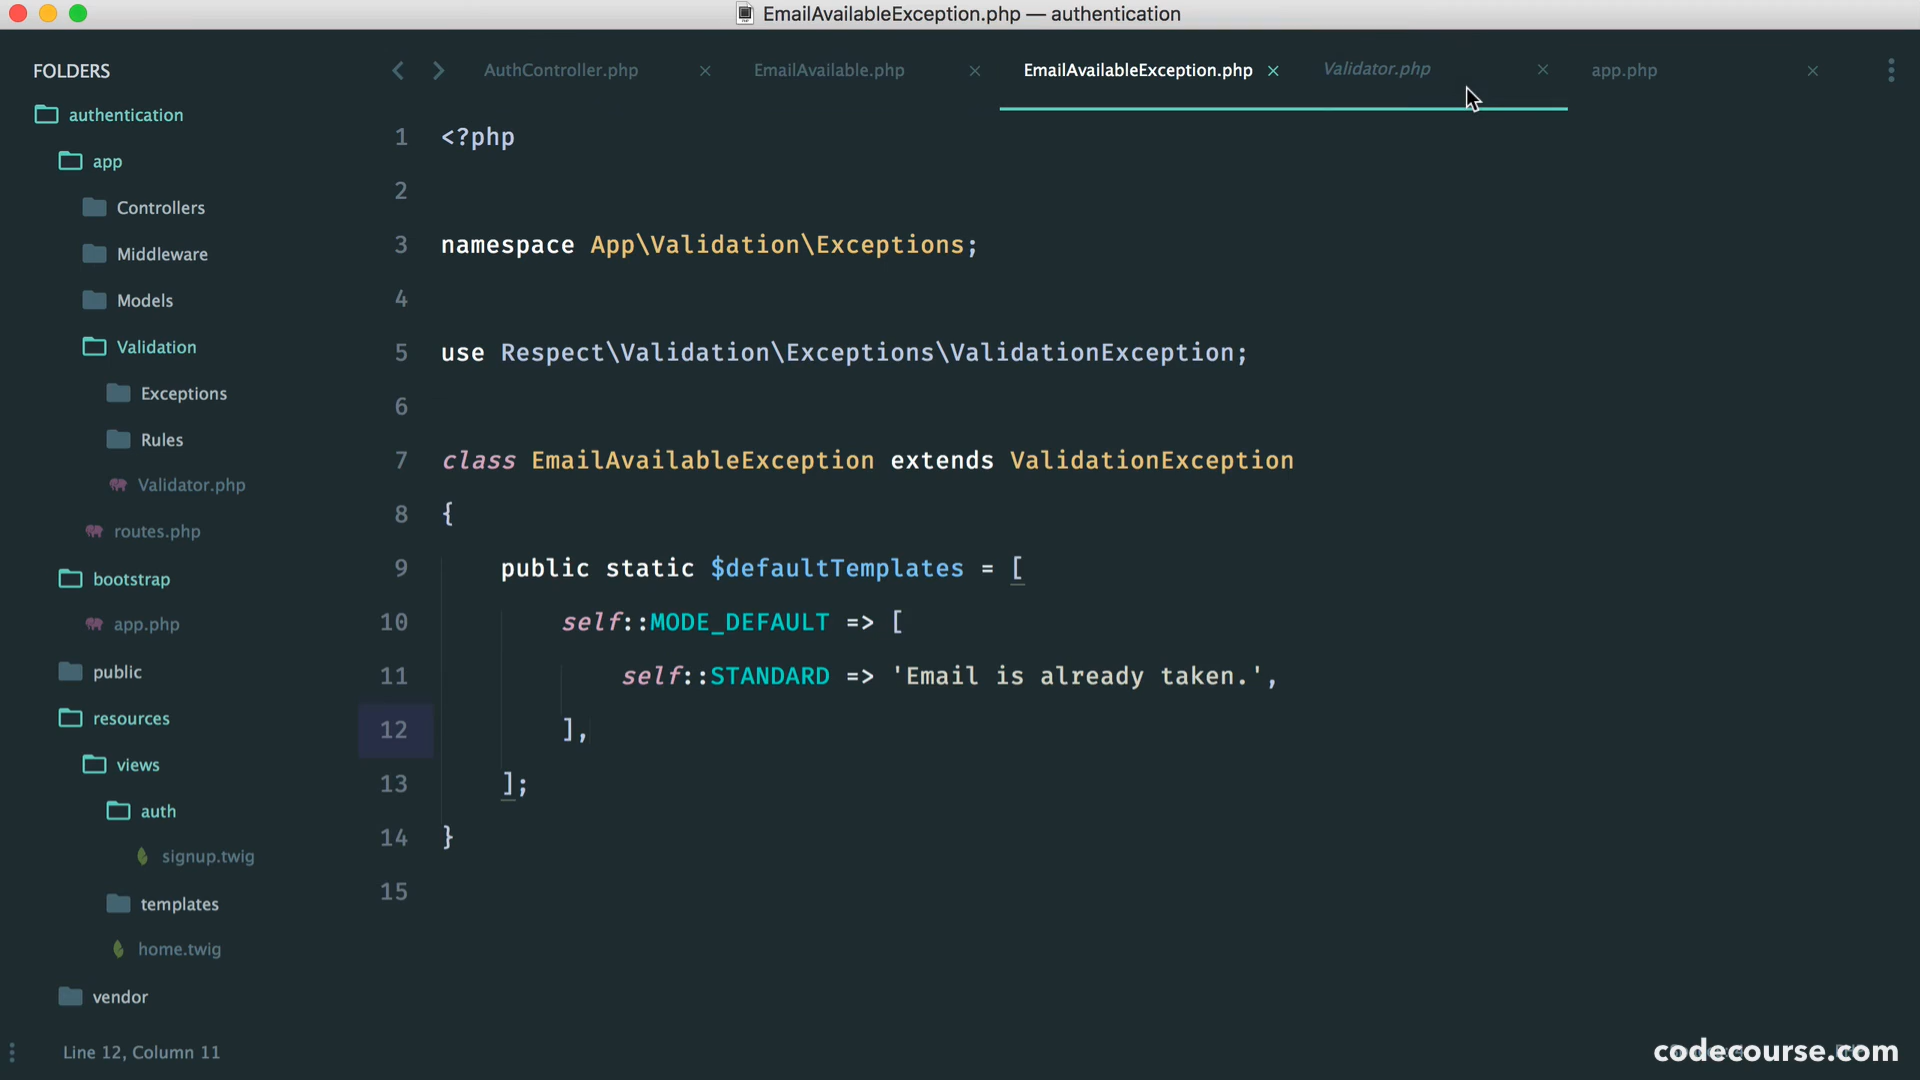 EmailAvailableException.php — authentication
FOLDERS
authentication
app
Controllers
Middleware
Models
Validation
Exceptions
Rules
Validator.php
routes.php
bootstrap
app.php
public
resources
views
auth
signup.twig
templates
home.twig
vendor
AuthController.php
EmailAvailable.php
EmailAvailableException.php
Validator.php
app.php
1 <?php
2
3 namespace App\Validation\Exceptions;
4
5 use Respect\Validation\Exceptions\ValidationException;
6
7 class EmailAvailableException extends ValidationException
8 {
9 public static $defaultTemplates = [
10 self::MODE_DEFAULT => [
11 self::STANDARD => 'Email is already taken.',
12 ],
13 ];
14 }
15
Line 12, Column 11
codecourse.com